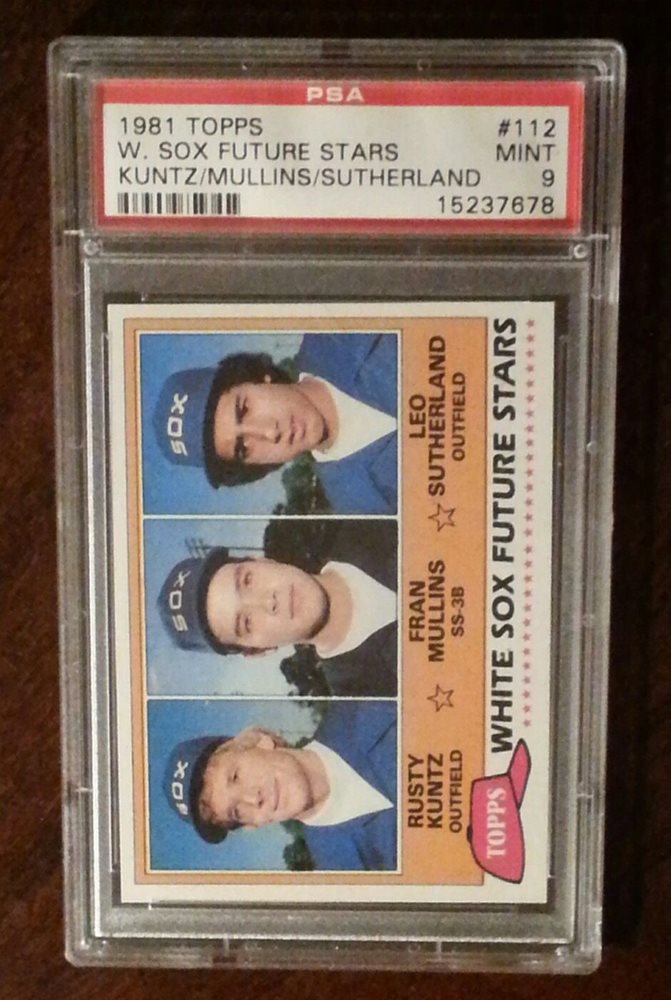 PSA
1981 TOPPS #112
W. SOX FUTURE STARS MINT
KUNTZ/MULLINS/SUTHERLAND 9
15237678
SOX
SOX
SOX
RUSTY
KUNTZ
OUTFIELD
FRAN
MULLINS
SS-3B
LEO
SUTHERLAND
OUTFIELD
TOPPS
WHITE SOX FUTURE STARS